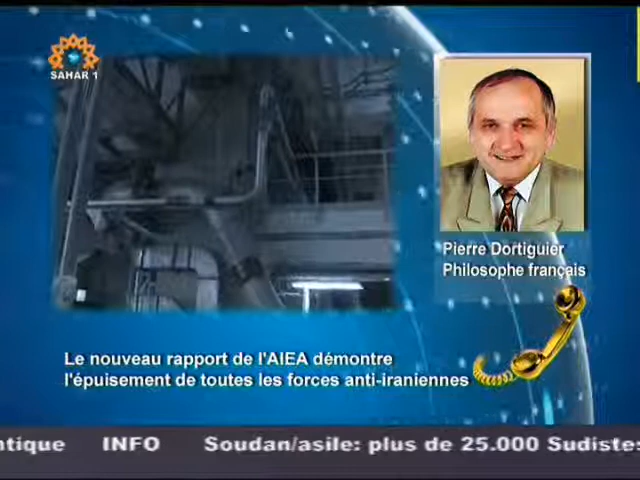 SAHAR 1
Pierre Dortiguier
Philosophe français
Le nouveau rapport de l'AIEA démontre
l'épuisement de toutes les forces anti-iraniennes
ntique INFO Soudan/asile: plus de 25.000 Sudistes